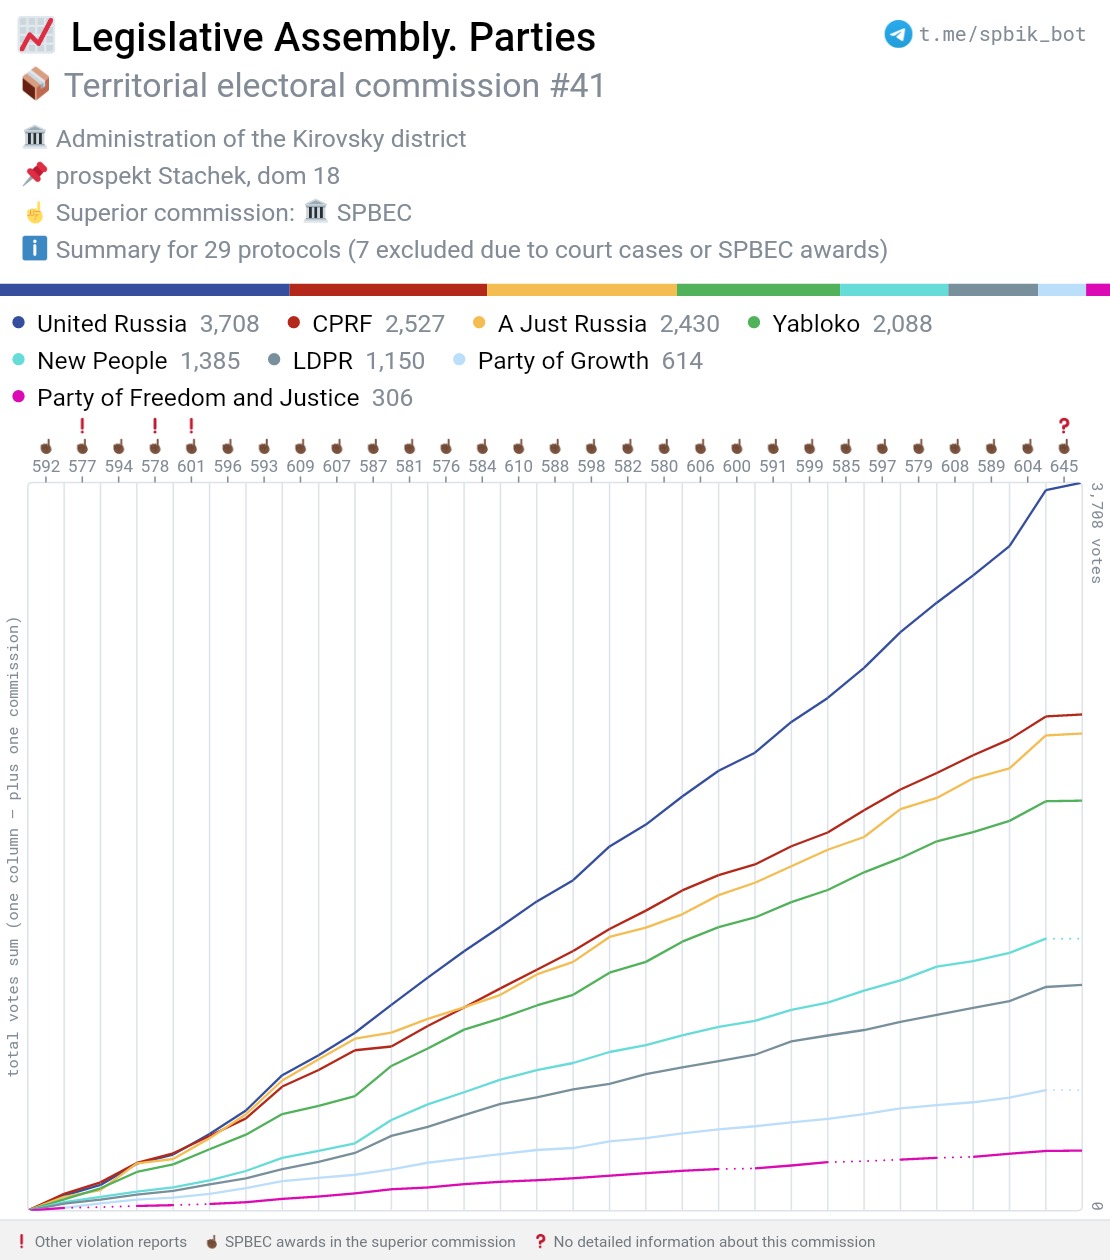 Legislative Assembly. Parties
t.me/spbik_bot
Territorial electoral commission #41
Administration of the Kirovsky district
prospekt Stachek, dom 18
Superior commission: SPBEC
Summary for 29 protocols (7 excluded due to court cases or SPBEC awards)
United Russia 3,708 CPRF 2,527 A Just Russia 2,430 Yabloko 2,088
New People 1,385 LDPR 1,150 Party of Growth 614
Party of Freedom and Justice 306
592 577 594 578 601 596 593 609 607 587 581 576 584 610 588 598 582 580 606 600 591 599 585 597 579 608 589 604 645
3,708 votes
total votes sum (one column — plus one commission)
0
Other violation reports SPBEC awards in the superior commission No detailed information about this commission